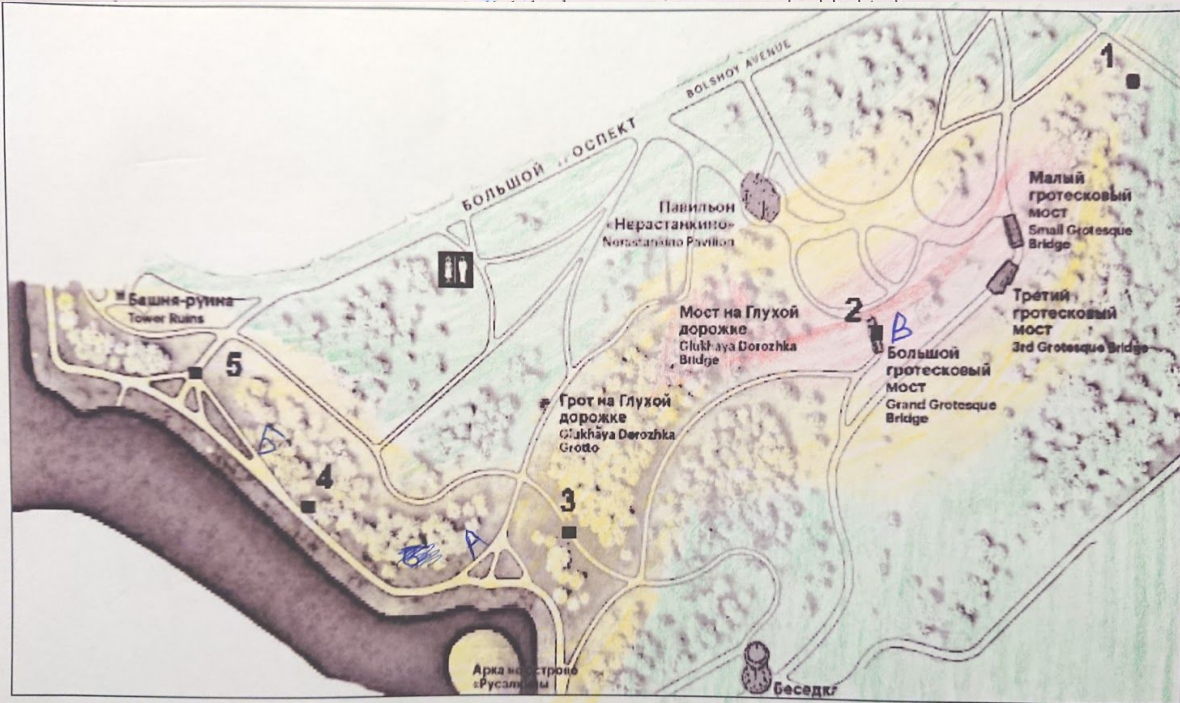 1
BOLSHOY AVENUE
БОЛЬШОЙ
Малый
гротесковый
мост
Small Grotesque
Bridge
Павильон
«Нерастанкино»
Nerastankino Pavilion
Башня-руина
Tower Ruins
Третий
гротесковый
мост
3rd Grotesque Bridge
Мост на Глухой
дорожке
Glukhaya Dorozhka
Bridge
2
В
Большой
гротесковый
мост
Grand Grotesque
Bridge
5
Грот на Глухой
дорожке
Glukhaya Dorozhka
Grotto
4
3
А
Арка на острове
Беседка